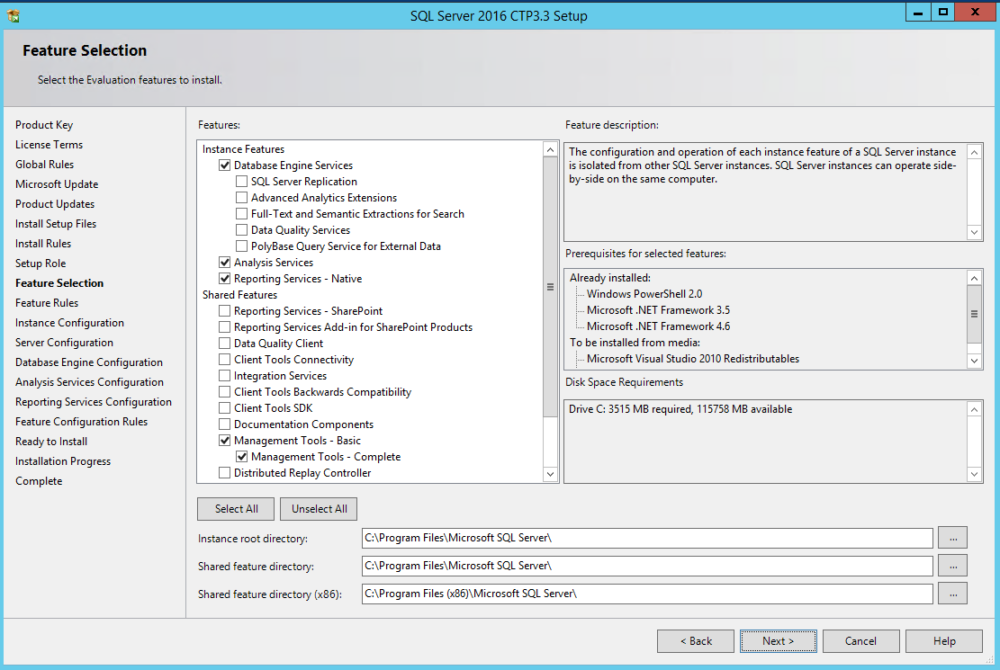 SQL Server 2016 CTP3.3 Setup
Feature Selection
Select the Evaluation features to install.
Product Key
License Terms
Global Rules
Microsoft Update
Product Updates
Install Setup Files
Install Rules
Setup Role
Feature Selection
Feature Rules
Instance Configuration
Server Configuration
Database Engine Configuration
Analysis Services Configuration
Reporting Services Configuration
Feature Configuration Rules
Ready to Install
Installation Progress
Complete
Features:
Instance Features
Database Engine Services
SQL Server Replication
Advanced Analytics Extensions
Full-Text and Semantic Extractions for Search
Data Quality Services
PolyBase Query Service for External Data
Analysis Services
Reporting Services - Native
Shared Features
Reporting Services - SharePoint
Reporting Services Add-in for SharePoint Products
Data Quality Client
Client Tools Connectivity
Integration Services
Client Tools Backwards Compatibility
Client Tools SDK
Documentation Components
Management Tools - Basic
Management Tools - Complete
Distributed Replay Controller
Feature description:
The configuration and operation of each instance feature of a SQL Server instance
is isolated from other SQL Server instances. SQL Server instances can operate side-
by-side on the same computer.
Prerequisites for selected features:
Already installed:
Windows PowerShell 2.0
Microsoft .NET Framework 3.5
Microsoft .NET Framework 4.6
To be installed from media:
Microsoft Visual Studio 2010 Redistributables
Disk Space Requirements
Drive C: 3515 MB required, 115758 MB available
Select All
Unselect All
Instance root directory:
C:\Program Files\Microsoft SQL Server\
...
Shared feature directory:
C:\Program Files\Microsoft SQL Server\
...
Shared feature directory (x86):
C:\Program Files (x86)\Microsoft SQL Server\
...
< Back
Next >
Cancel
Help